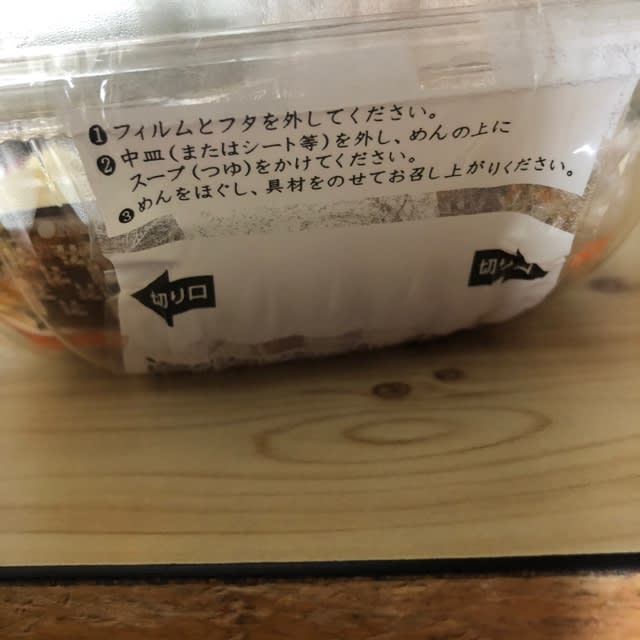 ❶フィルムとフタを外してください。
❷中皿(またはシート等)を外し、めんの上に
スープ(つゆ)をかけてください。
❸めんをほぐし、具材をのせてお召し上がりください。
切り口
切り口